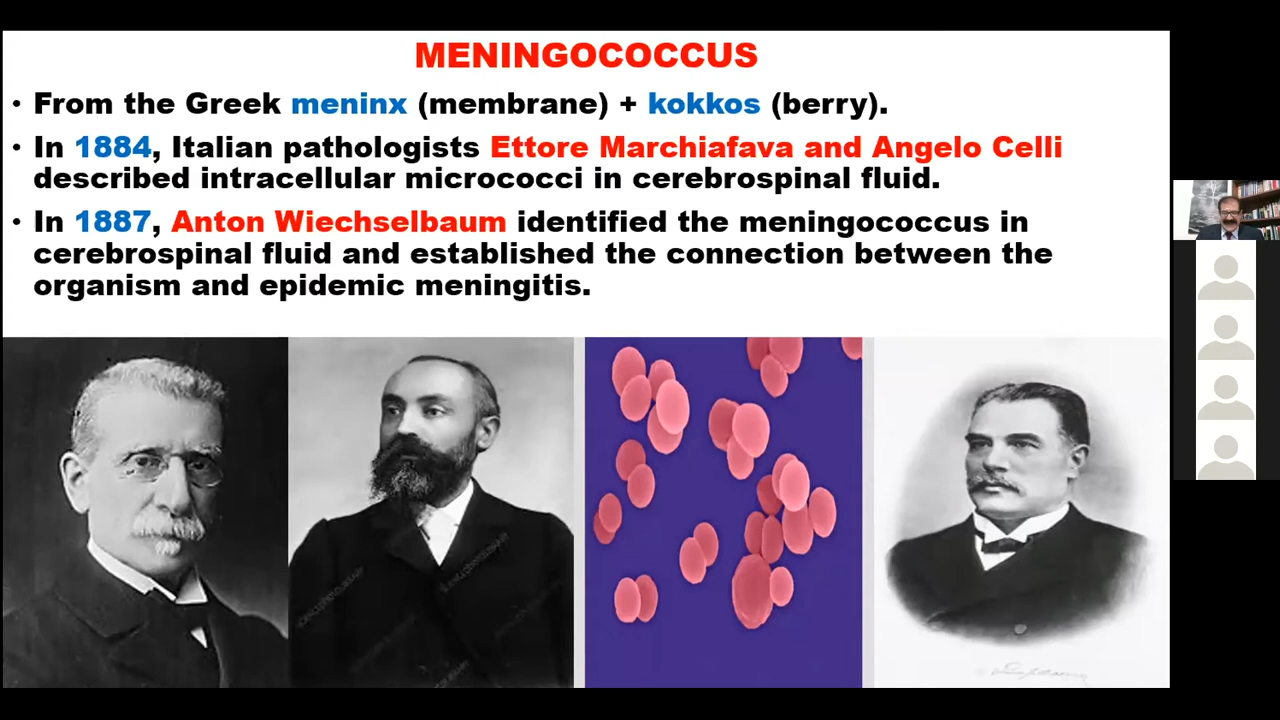 MENINGOCOCCUS
• From the Greek meninx (membrane) + kokkos (berry).
• In 1884, Italian pathologists Ettore Marchiafava and Angelo Celli
described intracellular micrococci in cerebrospinal fluid.
• In 1887, Anton Wiechselbaum identified the meningococcus in
cerebrospinal fluid and established the connection between the
organism and epidemic meningitis.